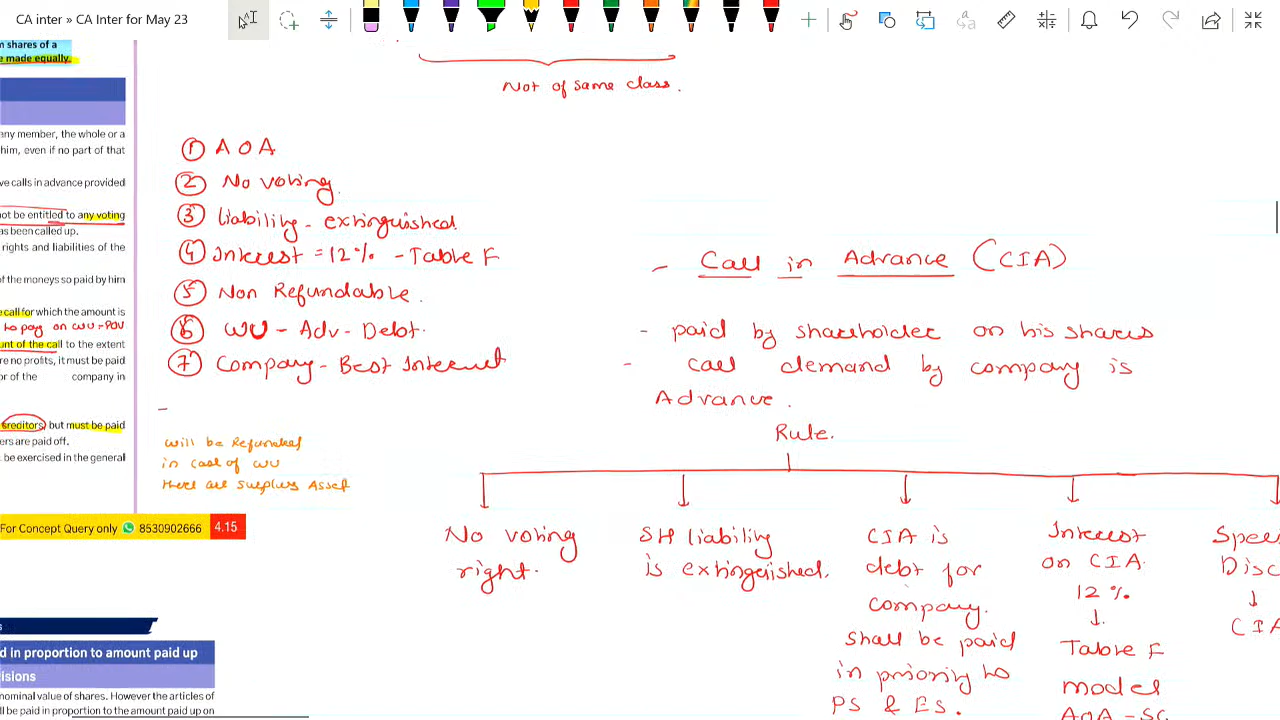 CA inter » CA Inter for May 23
n shares of a
e made equally.
Not of same class.
any member, the whole or a
him, even if no part of that
ve calls in advance provided
not be entitled to any voting
as been called up.
rights and liabilities of the
of the moneys so paid by him
e call for which the amount is
to pay on WU-
unt of the call to the extent
re no profits, it must be paid
or of the company in
creditors, but must be paid
ers are paid off.
be exercised in the general
① AOA
② No voting.
③ liability - extinguished.
④ Interest = 12% - Table F
⑤ Non Refundable.
⑥ WU - Adv - Debt.
⑦ Company - Best Interest
will be Refunded
in case of WU
there are surplus Asset
For Concept Query only 8530902666 4.15
- Call in Advance (CIA)
- paid by shareholder on his shares
- call demand by company is
Advance.
Rule.
No voting
right.
SH liability
is extinguished.
CIA is
debt for
company.
shall be paid
in priority to
PS & ES.
Interest
on CIA.
12%
Table F
model
AOA - SC
Spee
Disc
CIA
s
d in proportion to amount paid up
isions
nominal value of shares. However the articles of
ll be paid in proportion to the amount paid up on